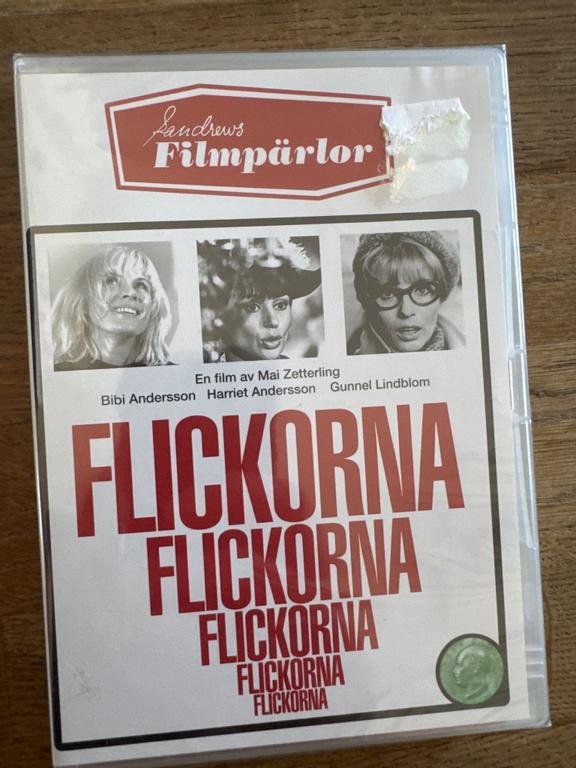 Sandrews
Filmpärlor
En film av Mai Zetterling
Bibi Andersson Harriet Andersson Gunnel Lindblom
FLICKORNA
FLICKORNA
FLICKORNA
FLICKORNA
FLICKORNA